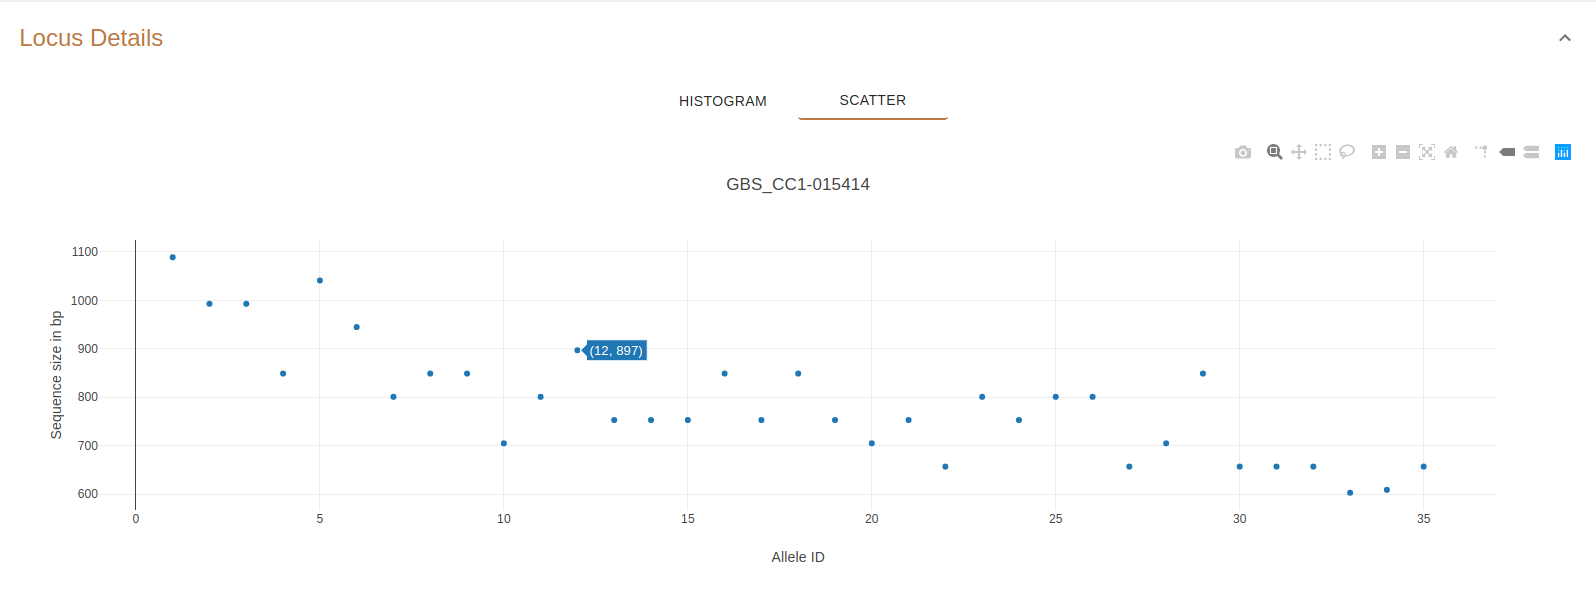 Locus Details
HISTOGRAM
SCATTER
GBS_CC1-015414
1100
1000
900
800
700
600
Sequence size in bp
(12, 897)
0 5 10 15 20 25 30 35
Allele ID